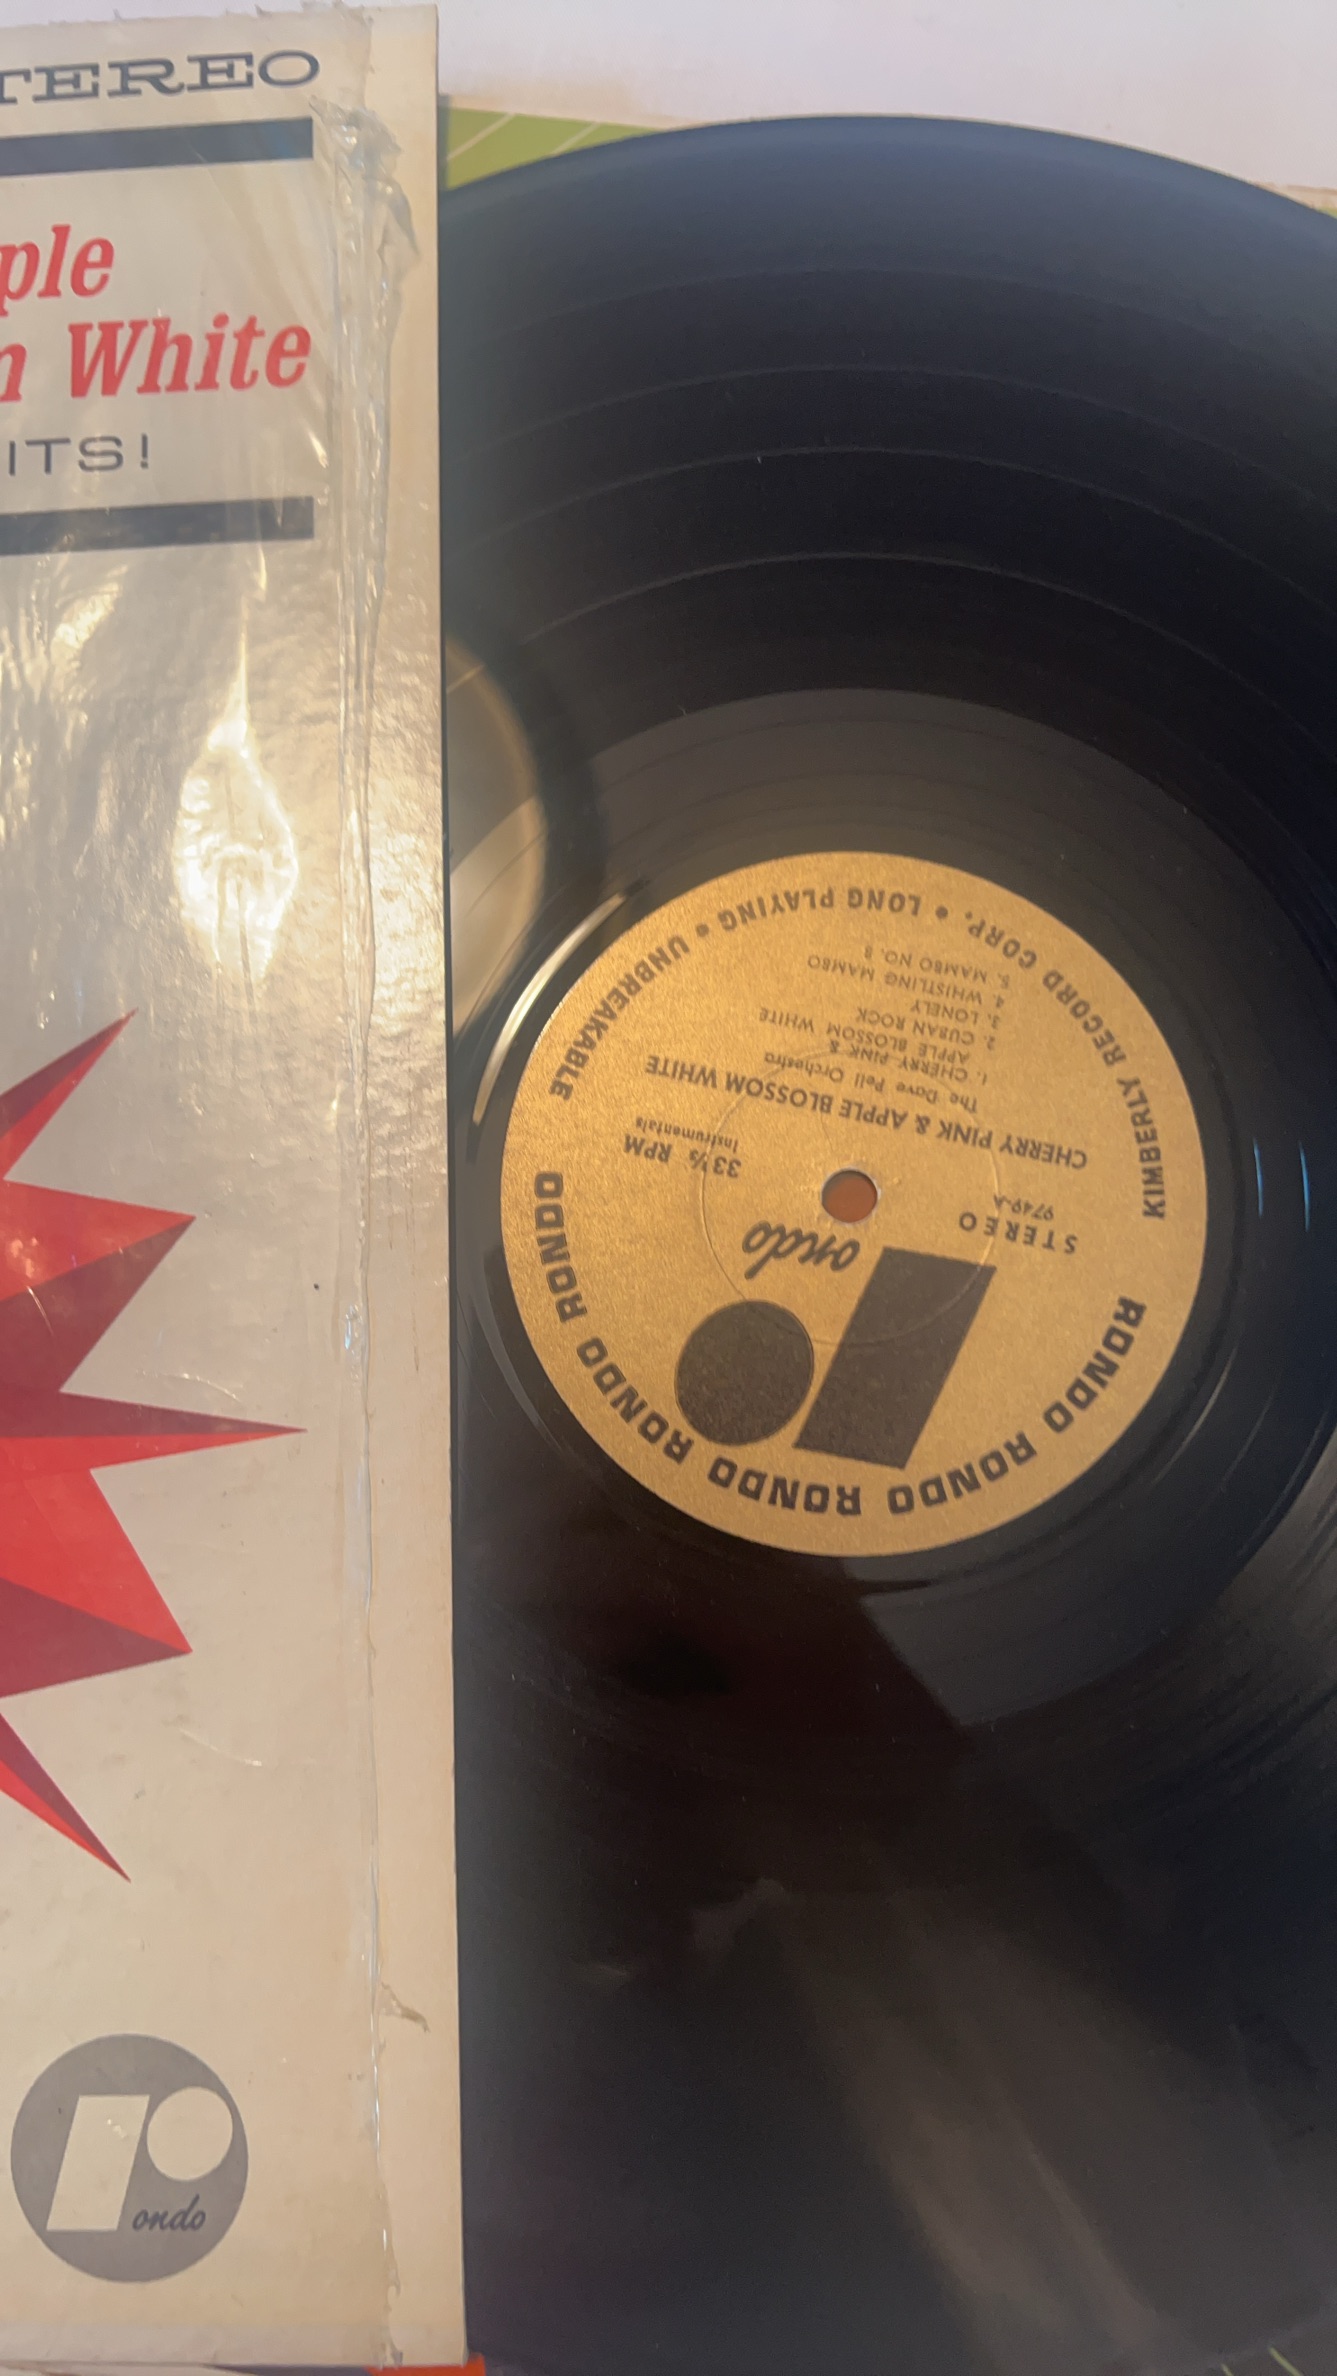 TEREO
ple
n White
ITS!
ondo
RONDO RONDO RONDO RONDO RONDO RONDO
ondo
STEREO
9749-A
33⅓ RPM
Instrumentals
CHERRY PINK & APPLE BLOSSOM WHITE
The Dave Pell Orchestra
1. CHERRY PINK &
APPLE BLOSSOM WHITE
2. CUBAN ROCK
3. LONELY
4. WHISTLING MAMBO
5. MAMBO NO. 8
KIMBERLY RECORD CORP. • LONG PLAYING • UNBREAKABLE